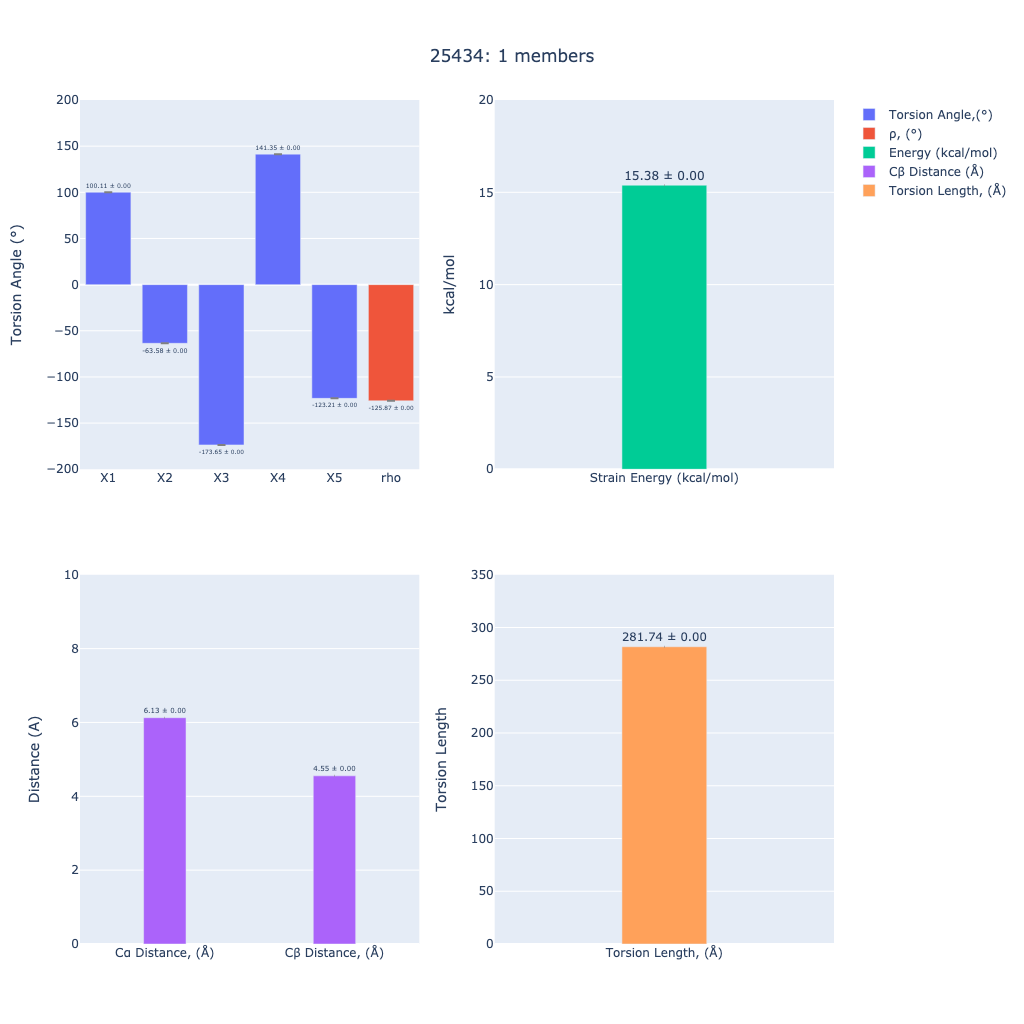 25434: 1 members
Torsion Angle (°)
200
150
100
50
0
−50
−100
−150
−200
100.11 ± 0.00
-63.58 ± 0.00
-173.65 ± 0.00
141.35 ± 0.00
-123.21 ± 0.00
-125.87 ± 0.00
X1 X2 X3 X4 X5 rho
kcal/mol
20
15
10
5
0
15.38 ± 0.00
Strain Energy (kcal/mol)
Torsion Angle,(°)
ρ, (°)
Energy (kcal/mol)
Cβ Distance (Å)
Torsion Length, (Å)
Distance (A)
10
8
6
4
2
0
6.13 ± 0.00
4.55 ± 0.00
Cα Distance, (Å) Cβ Distance, (Å)
Torsion Length
350
300
250
200
150
100
50
0
281.74 ± 0.00
Torsion Length, (Å)